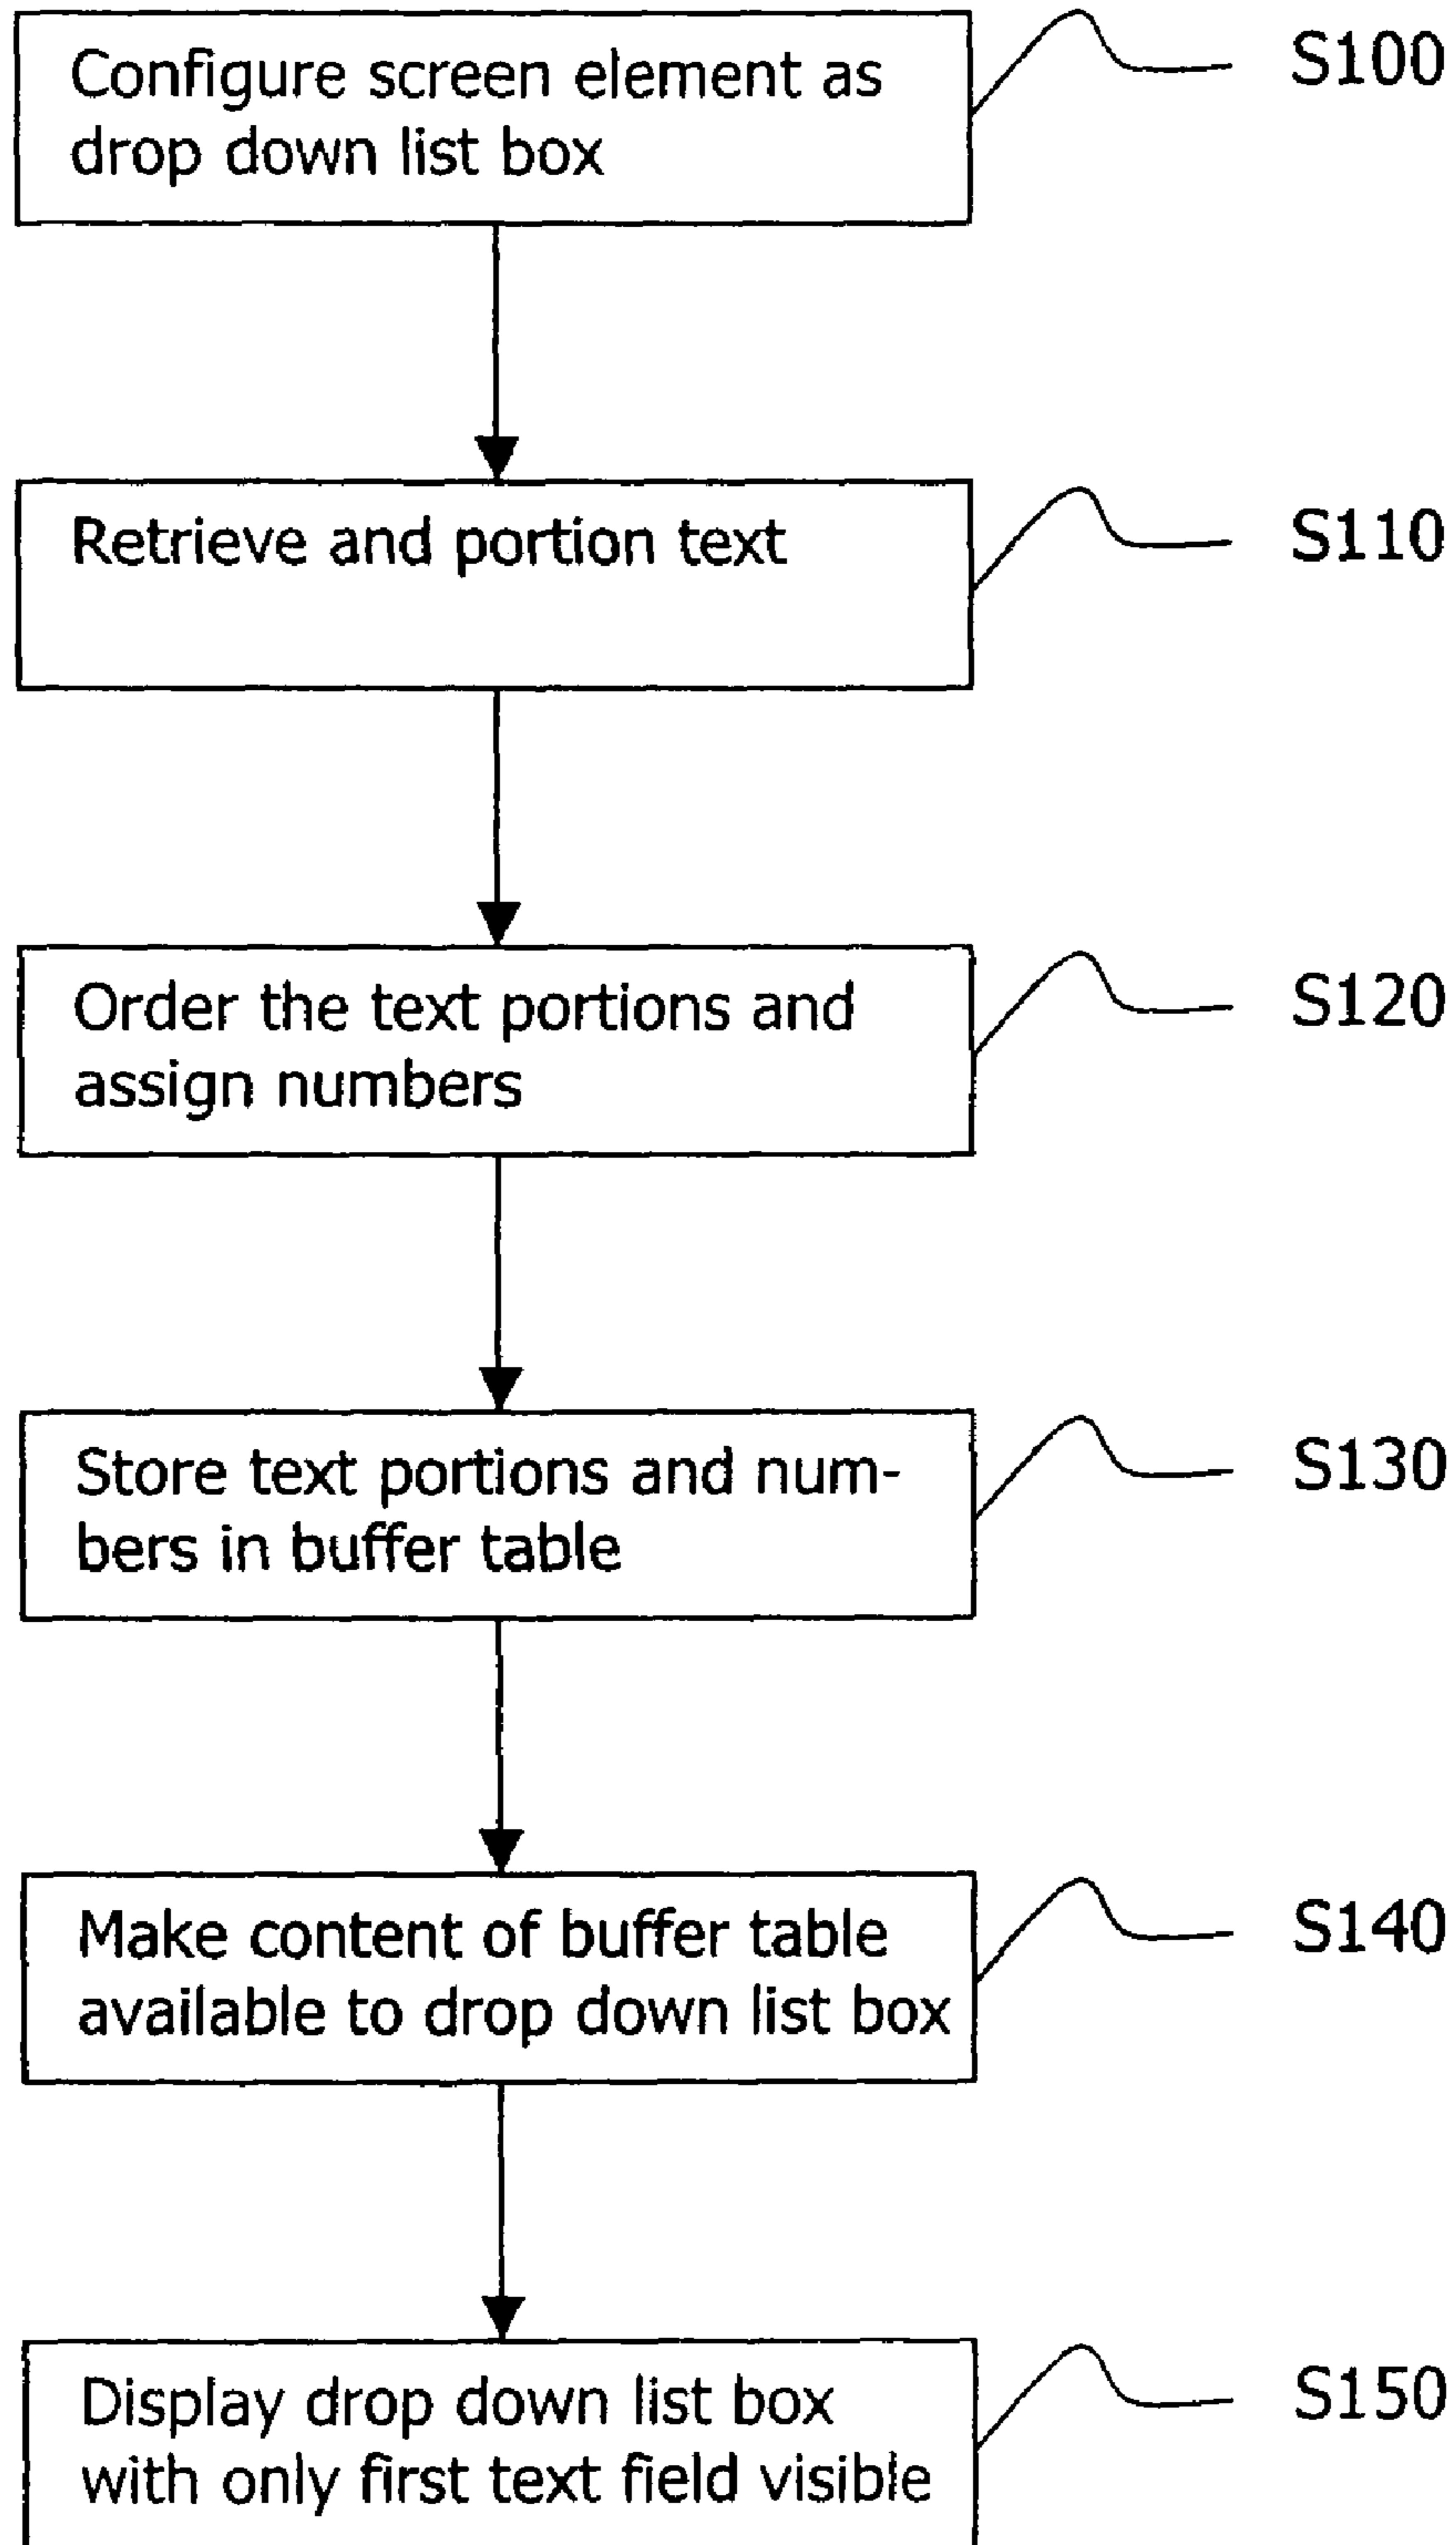 Configure screen element as
drop down list box
S100
Retrieve and portion text
S110
Order the text portions and
assign numbers
S120
Store text portions and num-
bers in buffer table
S130
Make content of buffer table
available to drop down list box
S140
Display drop down list box
with only first text field visible
S150